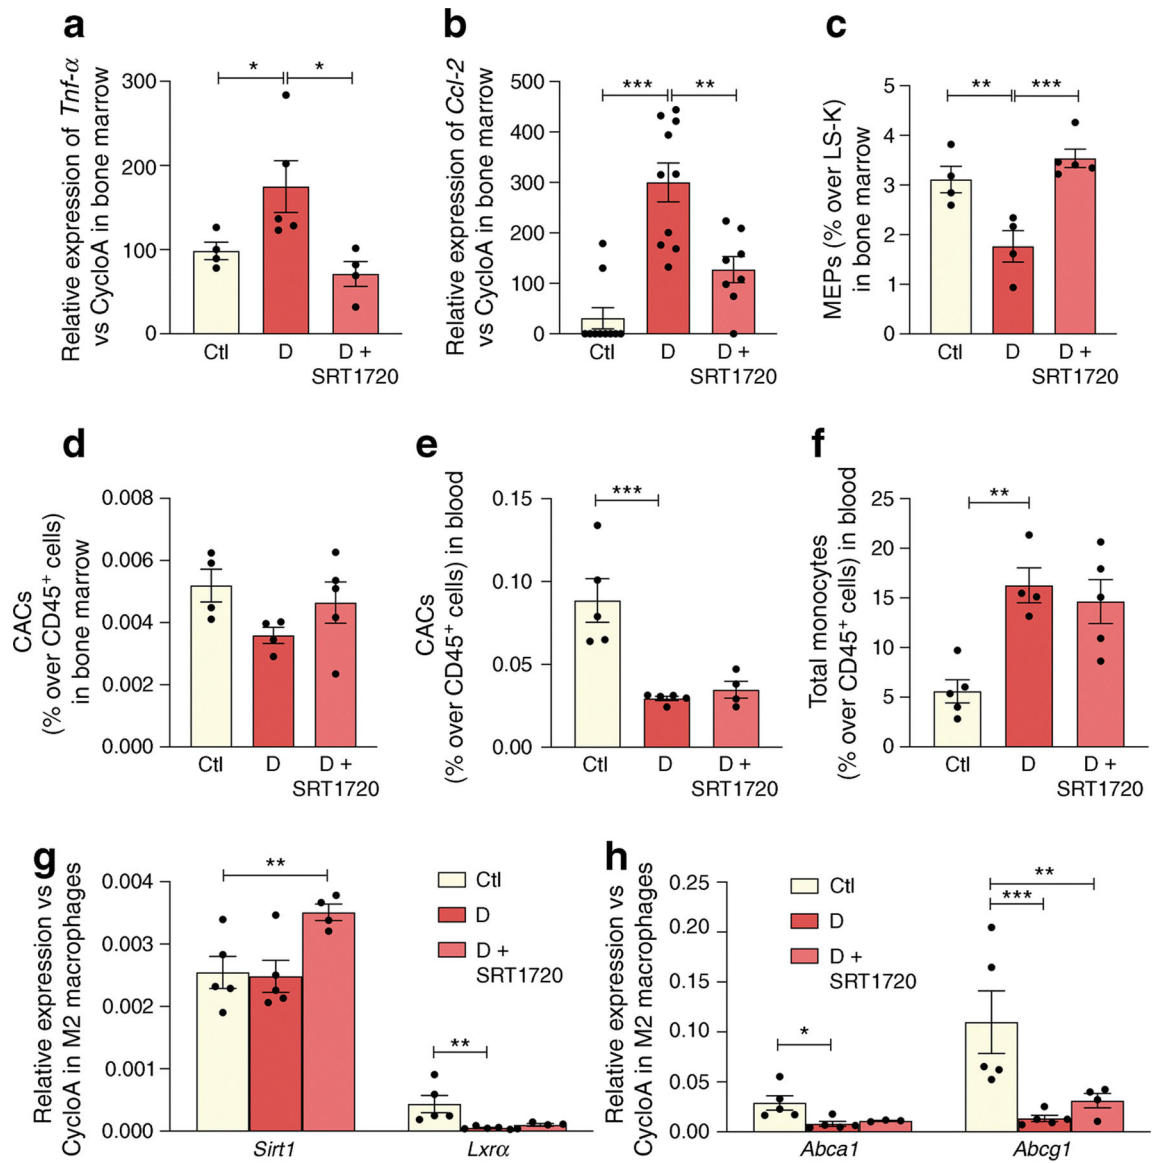 a
Relative expression of Tnf-α
vs CycloA in bone marrow
300
200
100
0
*
*
Ctl
D
D +
SRT1720
b
Relative expression of Ccl-2
vs CycloA in bone marrow
500
400
300
200
100
0
***
**
Ctl
D
D +
SRT1720
c
MEPs (% over LS-K)
in bone marrow
5
4
3
2
1
0
**
***
Ctl
D
D +
SRT1720
d
CACs
(% over CD45⁺ cells)
in bone marrow
0.008
0.006
0.004
0.002
0.000
Ctl
D
D +
SRT1720
e
CACs
(% over CD45⁺ cells) in blood
0.15
0.10
0.05
0.00
***
Ctl
D
D +
SRT1720
f
Total monocytes
(% over CD45⁺ cells) in blood
25
20
15
10
5
0
**
Ctl
D
D +
SRT1720
g
Relative expression vs
CycloA in M2 macrophages
0.004
0.003
0.002
0.001
0.000
**
**
Sirt1
Lxrα
Ctl
D
D +
SRT1720
h
Relative expression vs
CycloA in M2 macrophages
0.25
0.20
0.15
0.10
0.05
0.00
*
***
**
Abca1
Abcg1
Ctl
D
D +
SRT1720